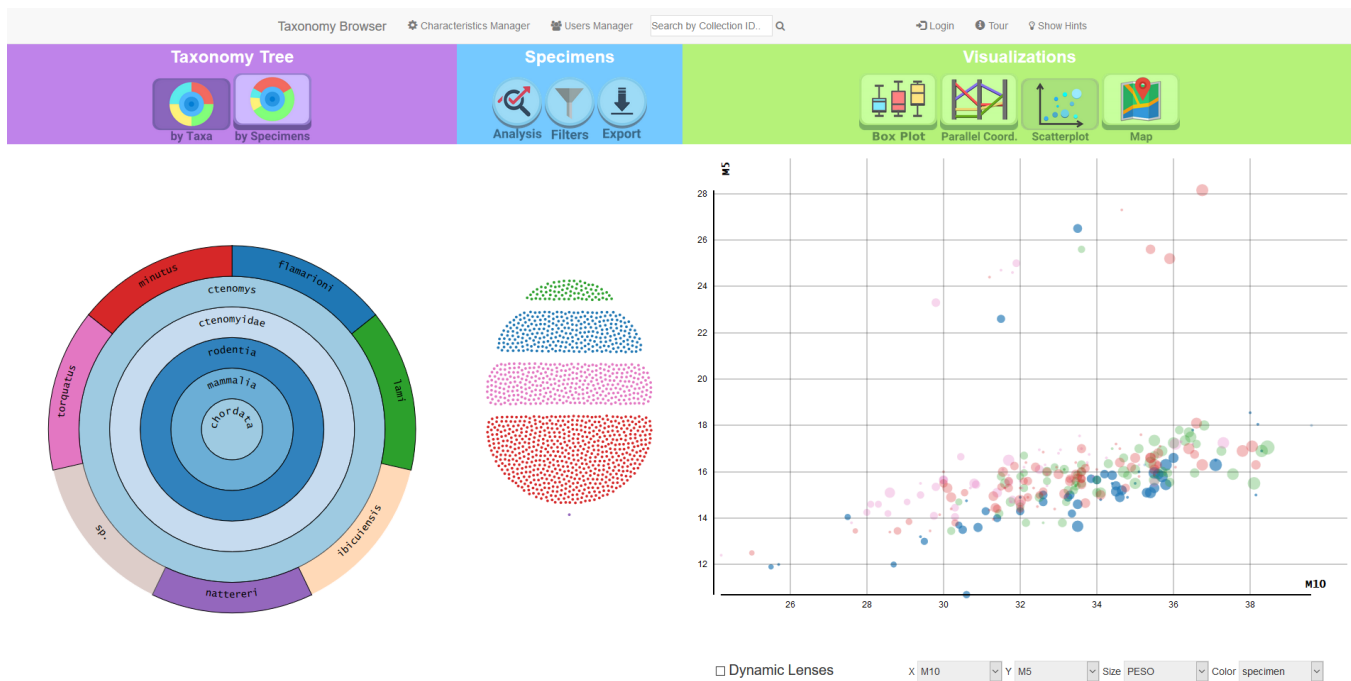 Taxonomy Browser Characteristics Manager Users Manager Search by Collection ID.. Login Tour Show Hints
Taxonomy Tree Specimens Visualizations
by Taxa by Specimens Analysis Filters Export Box Plot Parallel Coord. Scatterplot Map
M5
28
26
24
22
20
18
16
14
12
M10
26 28 30 32 34 36 38
minutus
flamarioni
ctenomys
ctenomyidae
rodentia
mammalia
chordata
torquatus
lami
sp.
ibicuiensis
nattereri
Dynamic Lenses X M10 Y M5 Size PESO Color specimen